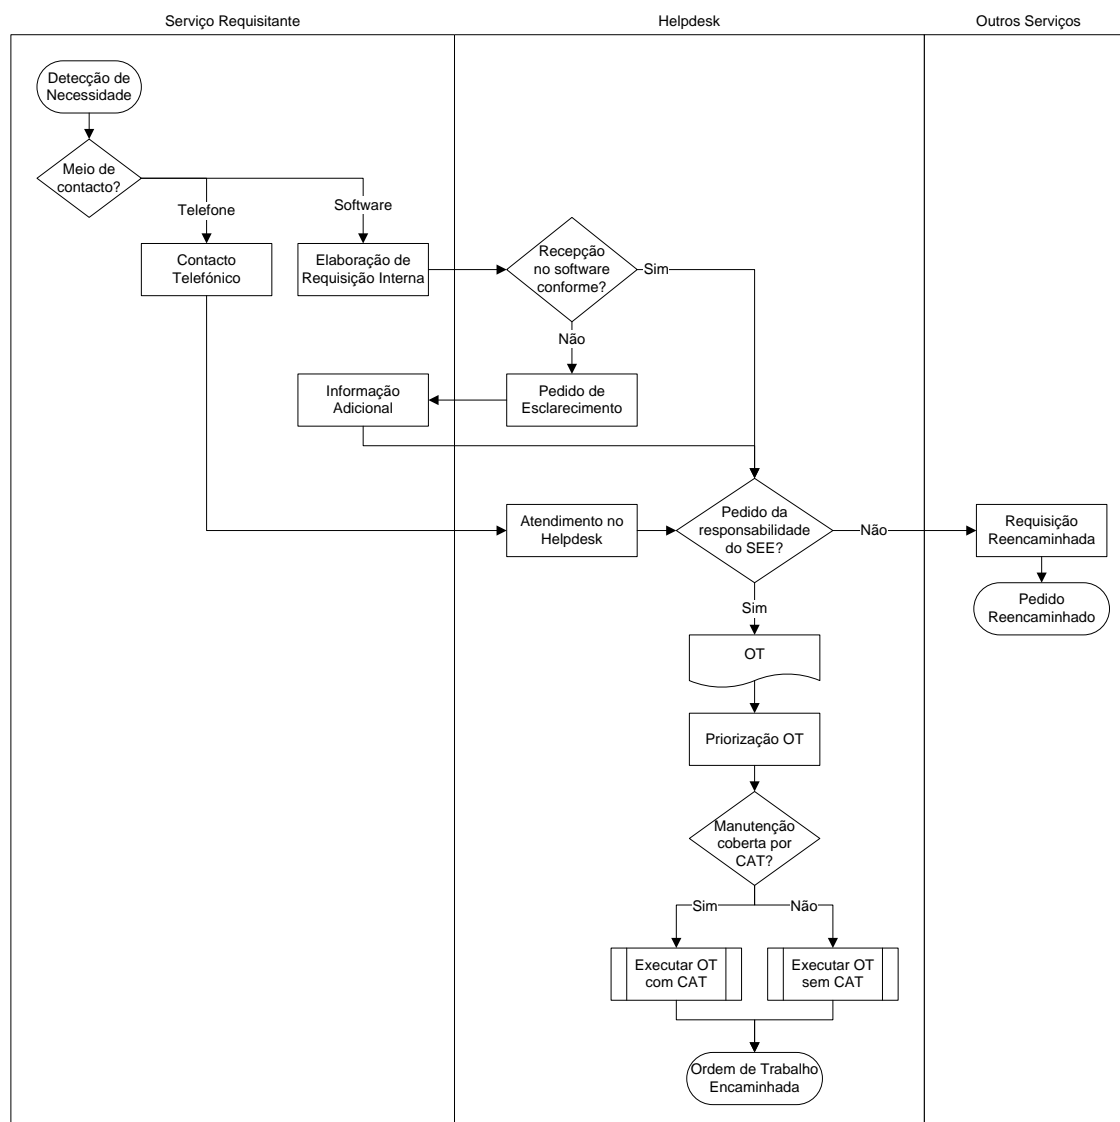 Serviço Requisitante
Helpdesk
Outros Serviços
Detecção de
Necessidade
Meio de
contacto?
Telefone
Software
Contacto
Telefónico
Elaboração de
Requisição Interna
Recepção
no software
conforme?
Sim
Não
Informação
Adicional
Pedido de
Esclarecimento
Atendimento no
Helpdesk
Pedido da
responsabilidade
do SEE?
Não
Requisição
Reencaminhada
Sim
Pedido
Reencaminhado
OT
Priorização OT
Manutenção
coberta por
CAT?
Sim
Não
Executar OT
com CAT
Executar OT
sem CAT
Ordem de Trabalho
Encaminhada